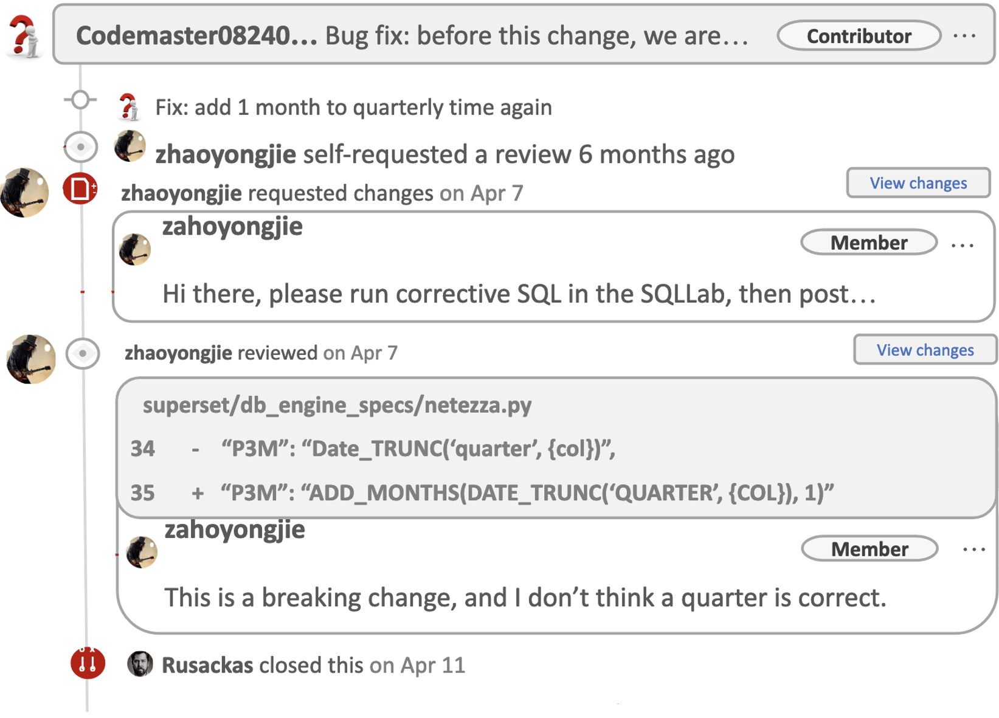 Codemaster08240... Bug fix: before this change, we are... Contributor ...
Fix: add 1 month to quarterly time again
zhaoyongjie self-requested a review 6 months ago
zhaoyongjie requested changes on Apr 7 View changes
zahoyongjie
Member ...
Hi there, please run corrective SQL in the SQLLab, then post...
zhaoyongjie reviewed on Apr 7 View changes
superset/db_engine_specs/netezza.py
34 - “P3M”: “Date_TRUNC(‘quarter’, {col})”,
35 + “P3M”: “ADD_MONTHS(DATE_TRUNC(‘QUARTER’, {COL}), 1)”
zahoyongjie
Member ...
This is a breaking change, and I don’t think a quarter is correct.
Rusackas closed this on Apr 11